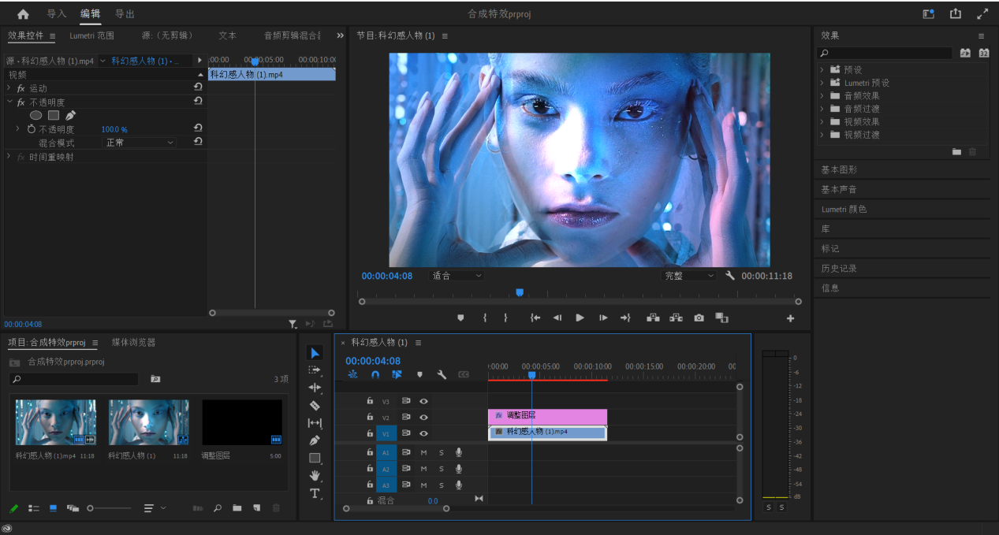 导入 编辑 导出 合成特效prproj
效果控件 Lumetri 范围 源: (无剪辑) 文本 音频剪辑混合器
源・科幻感人物 (1).mp4 科幻感人物 (1)・...
:00:00 00:00:05:00 00:00:10:00
视频
科幻感人物 (1).mp4
fx 运动
fx 不透明度
不透明度 100.0 %
混合模式 正常
fx 时间重映射
00:00:04:08
节目: 科幻感人物 (1)
00:00:04:08 适合 完整 00:00:11:18
效果
32
预设
Lumetri 预设
音频效果
音频过渡
视频效果
视频过渡
基本图形
基本声音
Lumetri 颜色
库
标记
历史记录
信息
项目: 合成特效prproj 媒体浏览器
合成特效prproj.prproj
3 项
科幻感人物 (1).mp4 11:18
科幻感人物 (1) 11:18
调整图层 5:00
T
× 科幻感人物 (1)
00:00:04:08
CC
:00:00 00:00:05:00 00:00:10:00 00:00:15:00 00:00:20:00 00
V3
V2 fx 调整图层
V1 fx 科幻感人物 (1).mp4
A1 M S
A2 M S
A3 M S
混合 0.0
0
-6
-12
-18
-24
-30
-36
-42
-48
-54
dB
S S